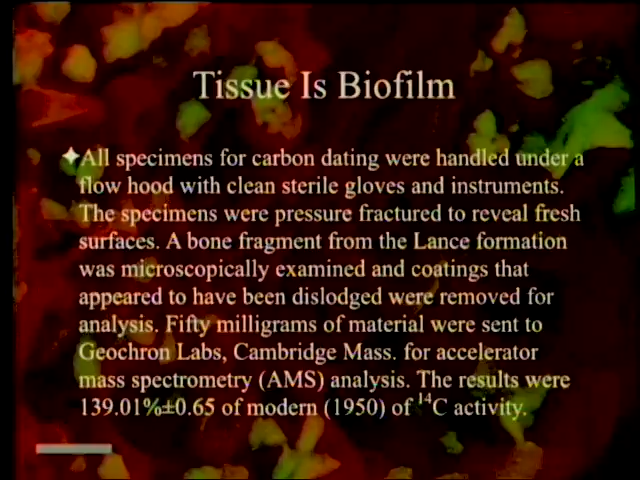 Tissue Is Biofilm
✦All specimens for carbon dating were handled under a
flow hood with clean sterile gloves and instruments.
The specimens were pressure fractured to reveal fresh
surfaces. A bone fragment from the Lance formation
was microscopically examined and coatings that
appeared to have been dislodged were removed for
analysis. Fifty milligrams of material were sent to
Geochron Labs, Cambridge Mass. for accelerator
mass spectrometry (AMS) analysis. The results were
139.01%±0.65 of modern (1950) of ¹⁴C activity.